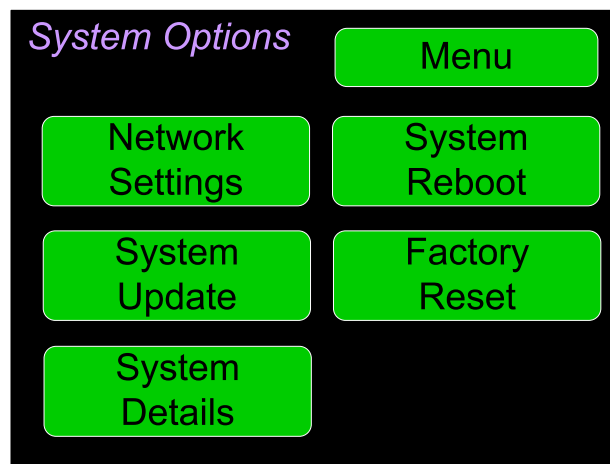 System Options
Menu
Network
Settings
System
Reboot
System
Update
Factory
Reset
System
Details